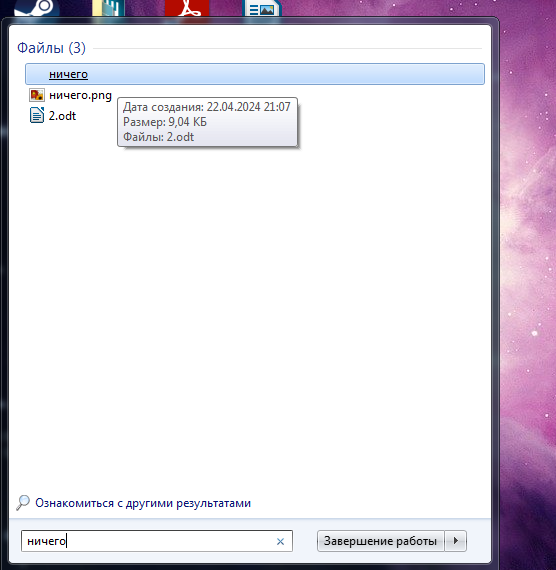 Файлы (3)
ничего
ничего.png
2.odt
Дата создания: 22.04.2024 21:07
Размер: 9,04 КБ
Файлы: 2.odt
Ознакомиться с другими результатами
ничего
Завершение работы